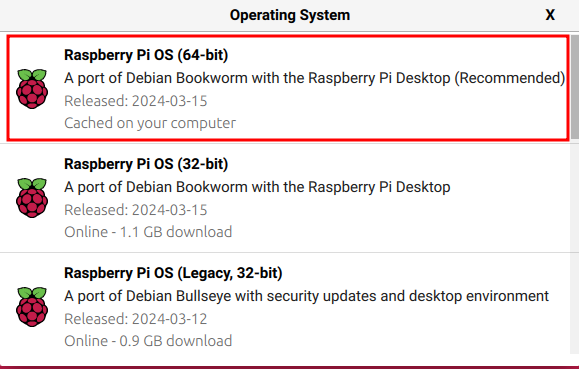 Operating System
X
Raspberry Pi OS (64-bit)
A port of Debian Bookworm with the Raspberry Pi Desktop (Recommended)
Released: 2024-03-15
Cached on your computer
Raspberry Pi OS (32-bit)
A port of Debian Bookworm with the Raspberry Pi Desktop
Released: 2024-03-15
Online - 1.1 GB download
Raspberry Pi OS (Legacy, 32-bit)
A port of Debian Bullseye with security updates and desktop environment
Released: 2024-03-12
Online - 0.9 GB download